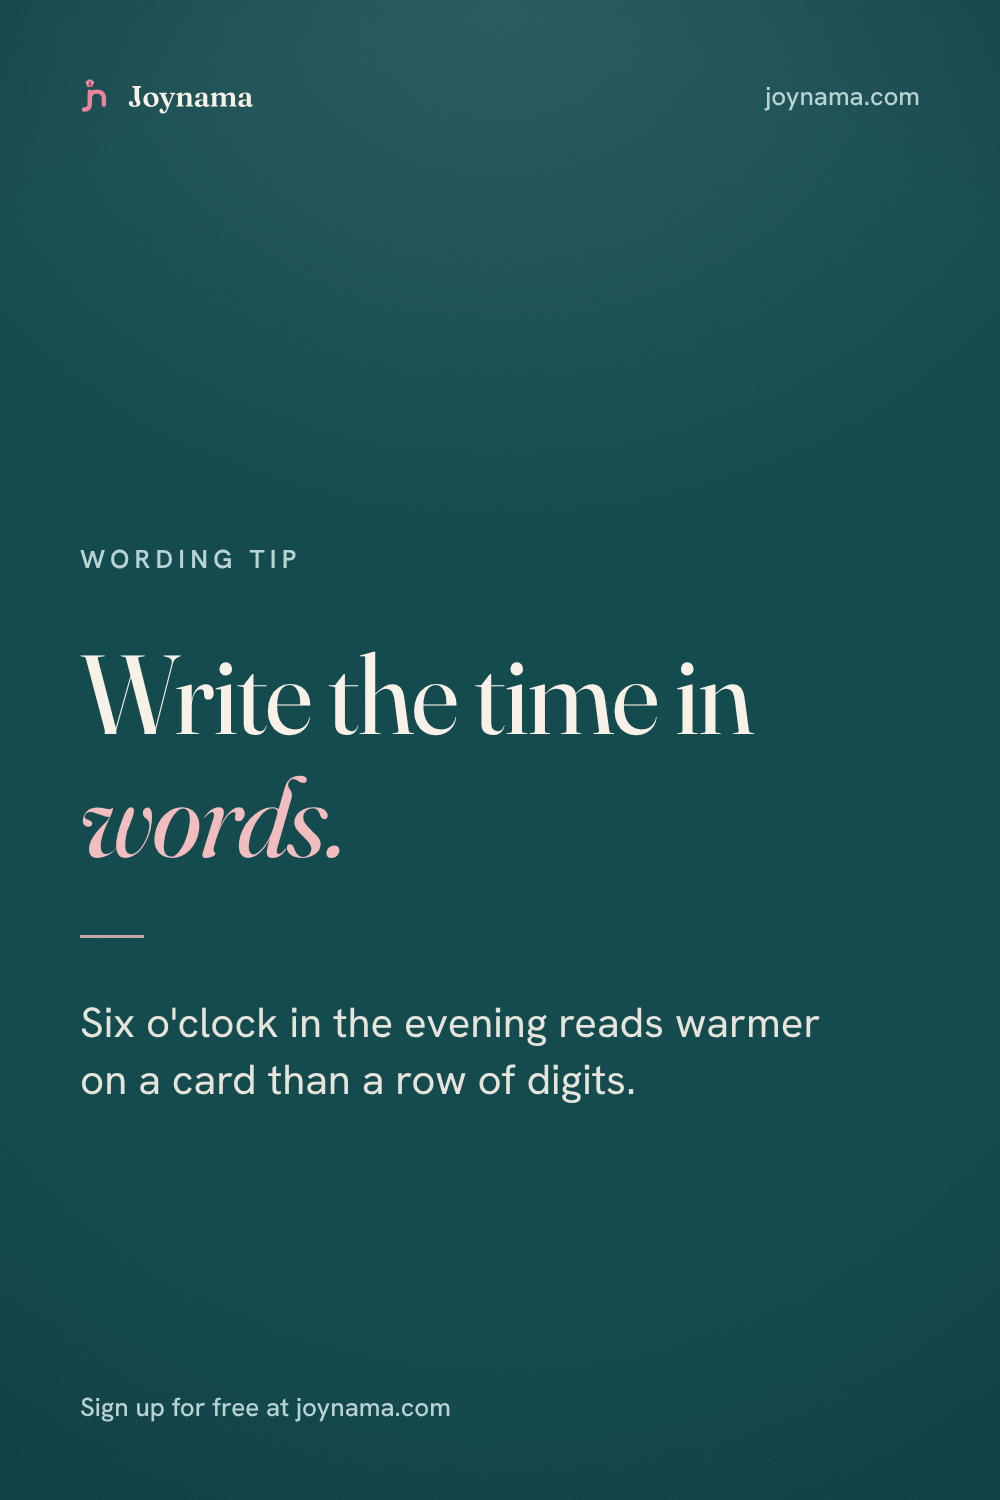 Joynama
joynama.com
WORDING TIP
Write the time in
words.
Six o'clock in the evening reads warmer
on a card than a row of digits.
Sign up for free at joynama.com